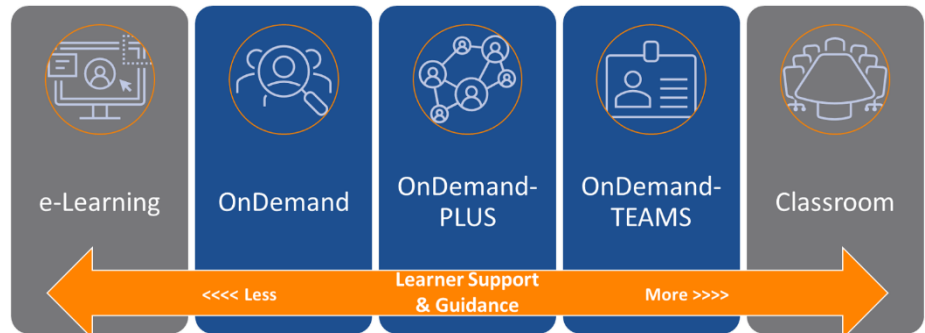 e-Learning
OnDemand
OnDemand-
PLUS
OnDemand-
TEAMS
Classroom
<<<< Less
Learner Support
& Guidance
More >>>>